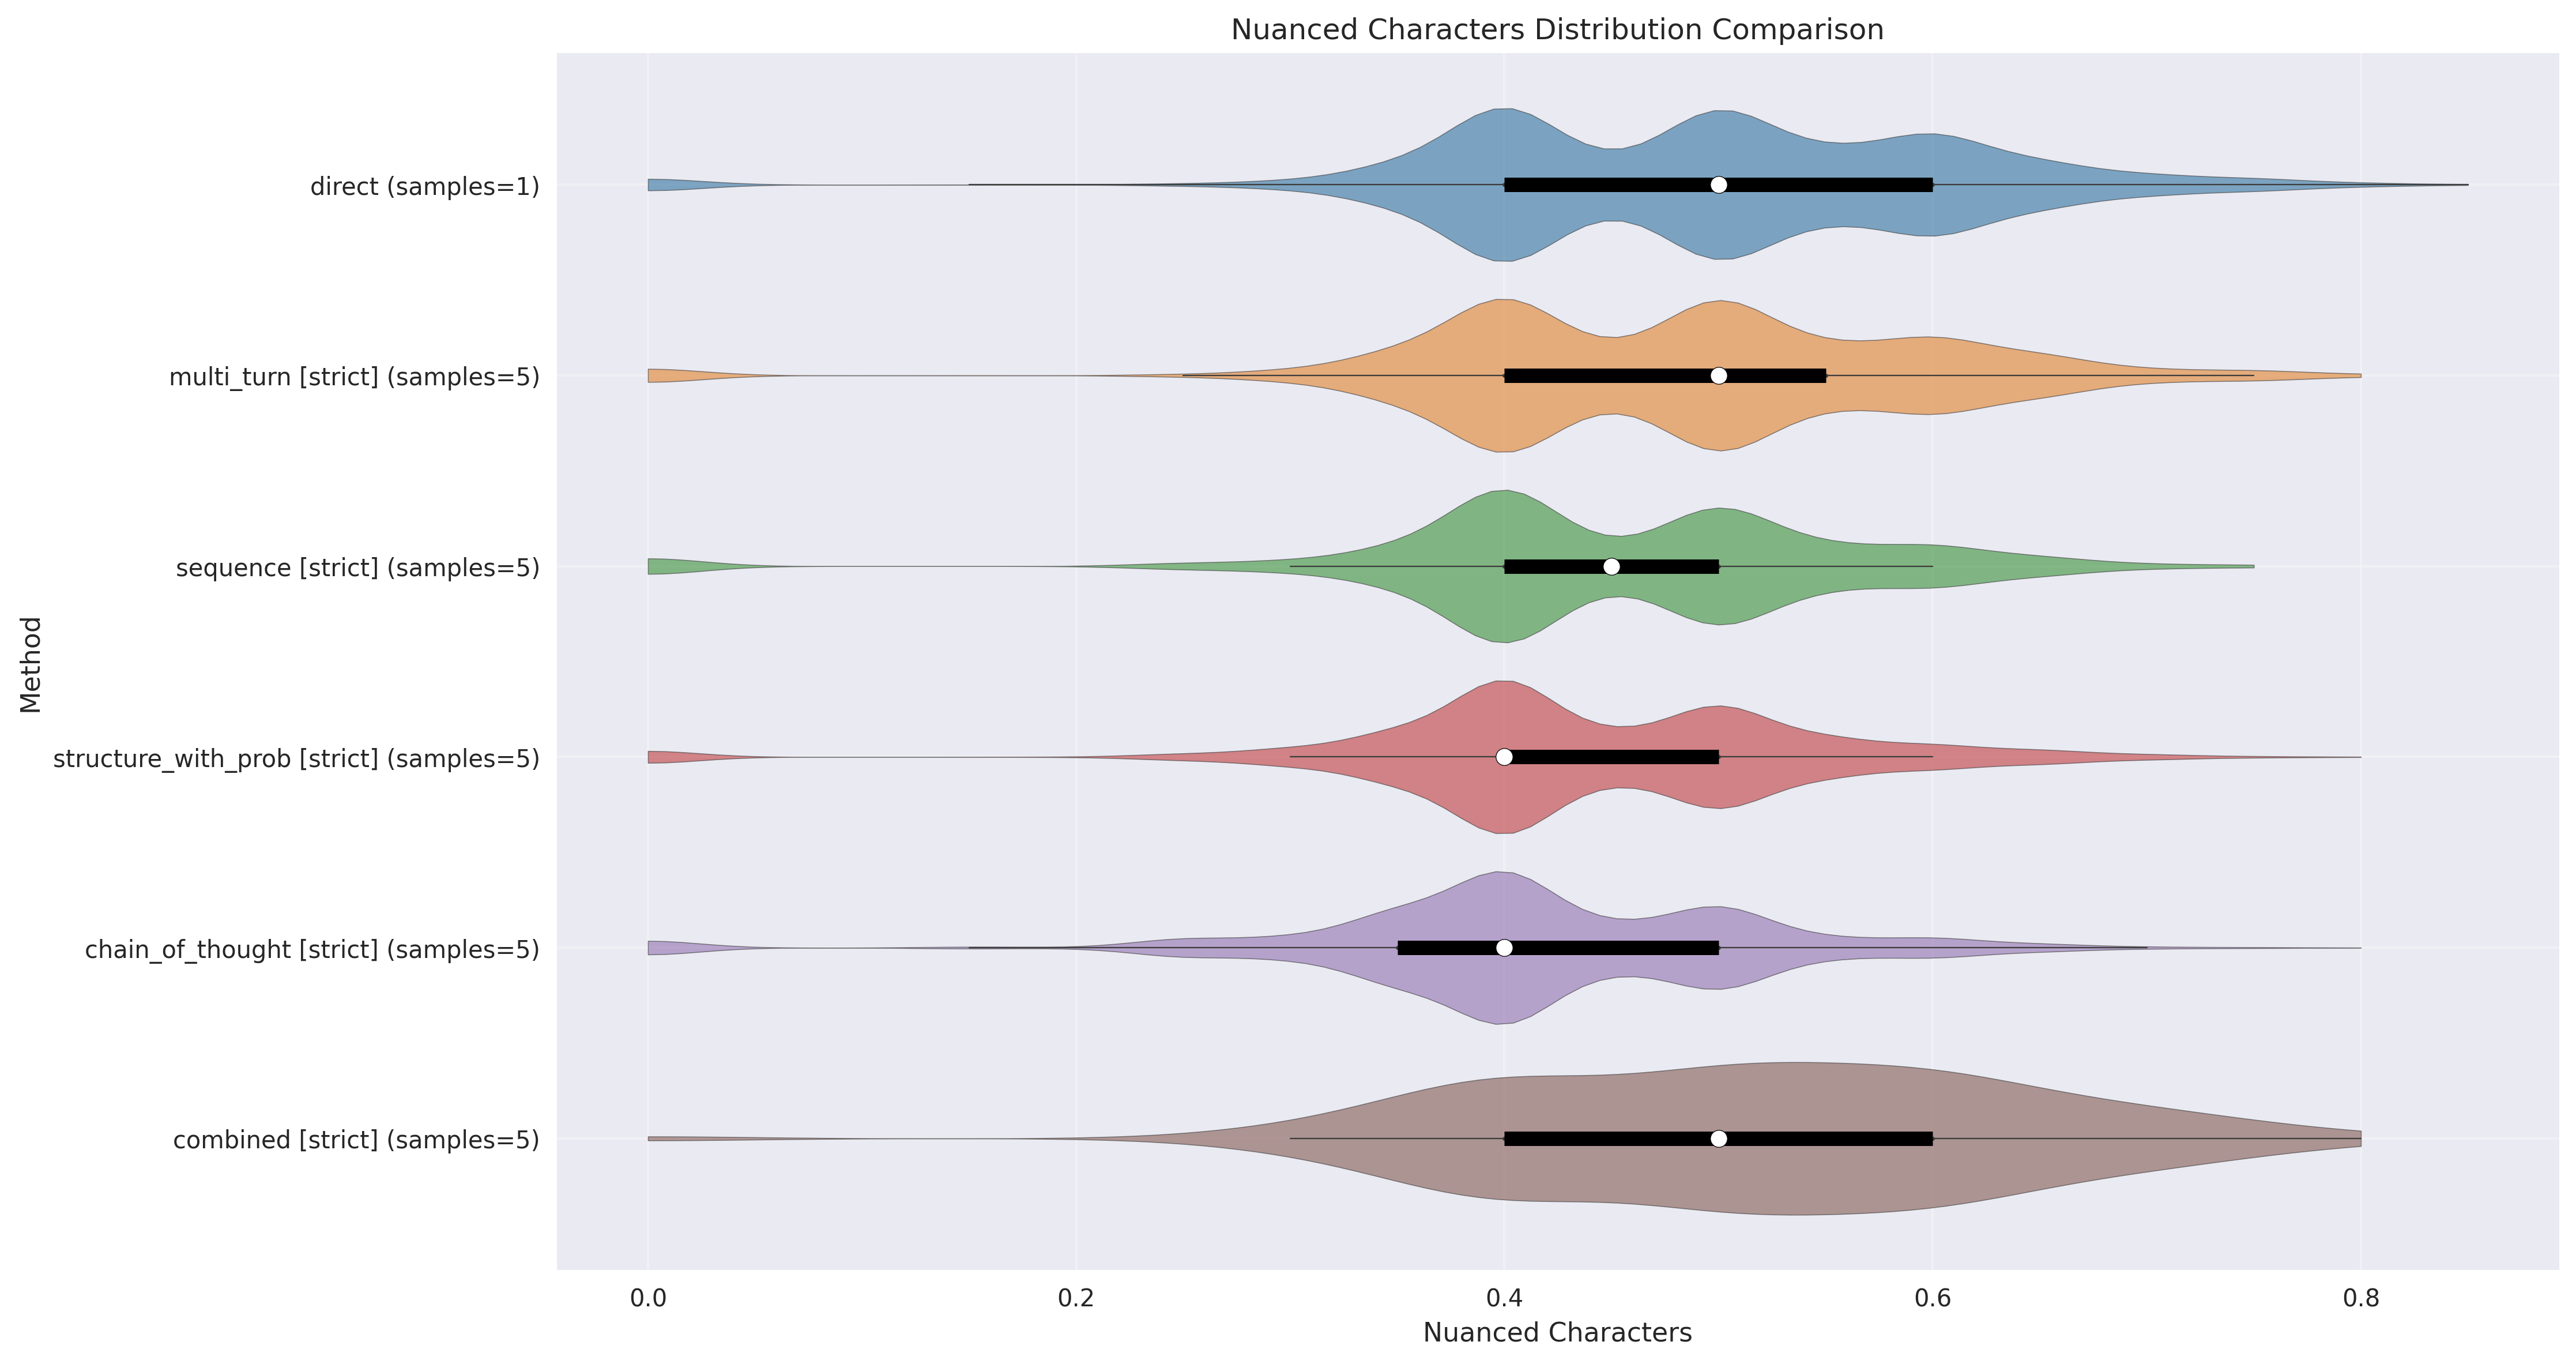 Nuanced Characters Distribution Comparison
Method
direct (samples=1)
multi_turn [strict] (samples=5)
sequence [strict] (samples=5)
structure_with_prob [strict] (samples=5)
chain_of_thought [strict] (samples=5)
combined [strict] (samples=5)
0.0 0.2 0.4 0.6 0.8
Nuanced Characters